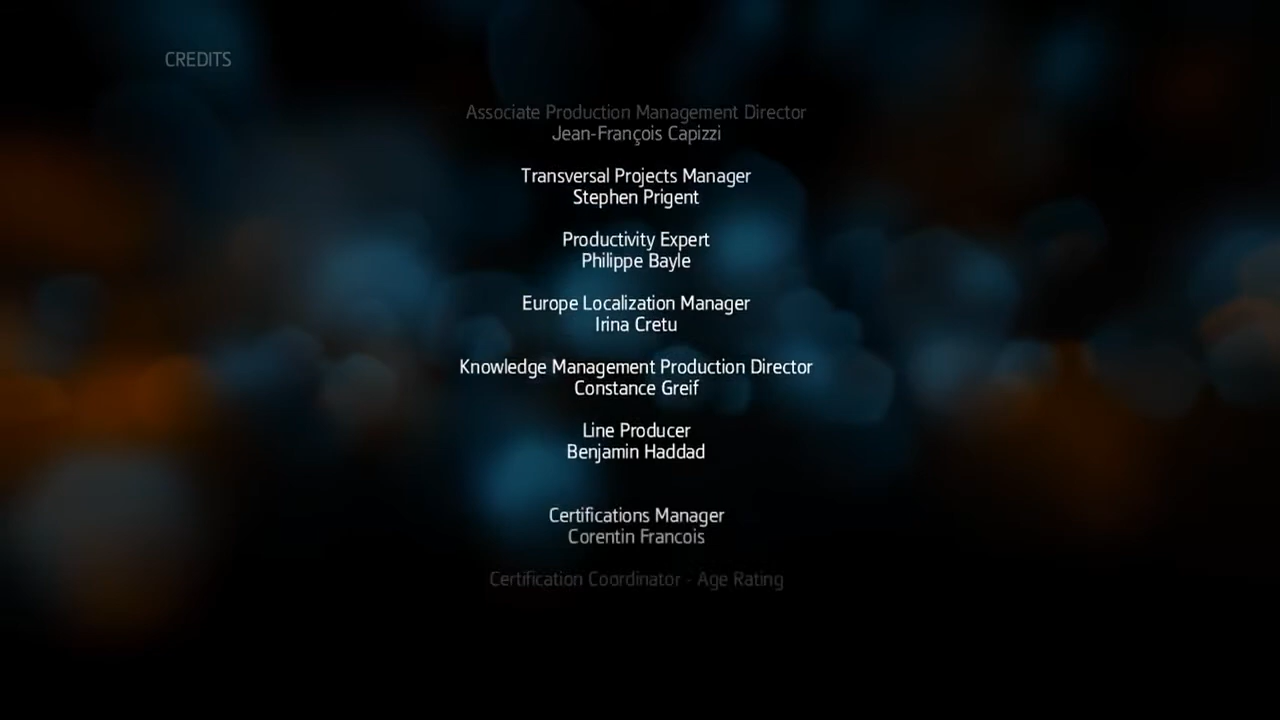 CREDITS
Associate Production Management Director
Jean-François Capizzi
Transversal Projects Manager
Stephen Prigent
Productivity Expert
Philippe Bayle
Europe Localization Manager
Irina Cretu
Knowledge Management Production Director
Constance Greif
Line Producer
Benjamin Haddad
Certifications Manager
Corentin Francois
Certification Coordinator - Age Rating